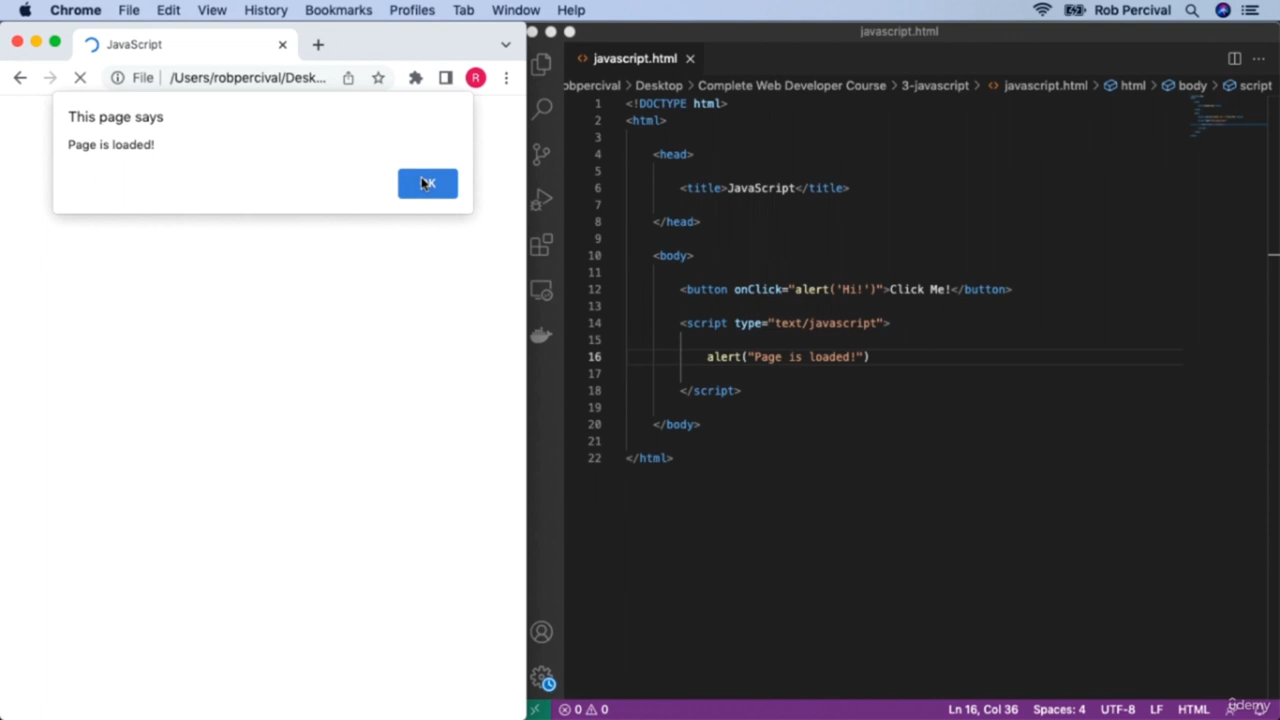 Chrome File Edit View History Bookmarks Profiles Tab Window Help Rob Percival
JavaScript
File /Users/robpercival/Desk... R
This page says
Page is loaded!
javascript.html
javascript.html
Desktop > Complete Web Developer Course > 3-javascript > javascript.html > html > body > script
1 <!DOCTYPE html>
2 <html>
3
4 <head>
5
6 <title>JavaScript</title>
7
8 </head>
9
10 <body>
11
12 <button onClick="alert('Hi!')">Click Me!</button>
13
14 <script type="text/javascript">
15
16 alert("Page is loaded!")
17
18 </script>
19
20 </body>
21
22 </html>
0 0 Ln 16, Col 36 Spaces: 4 UTF-8 LF HTML
ûdemy